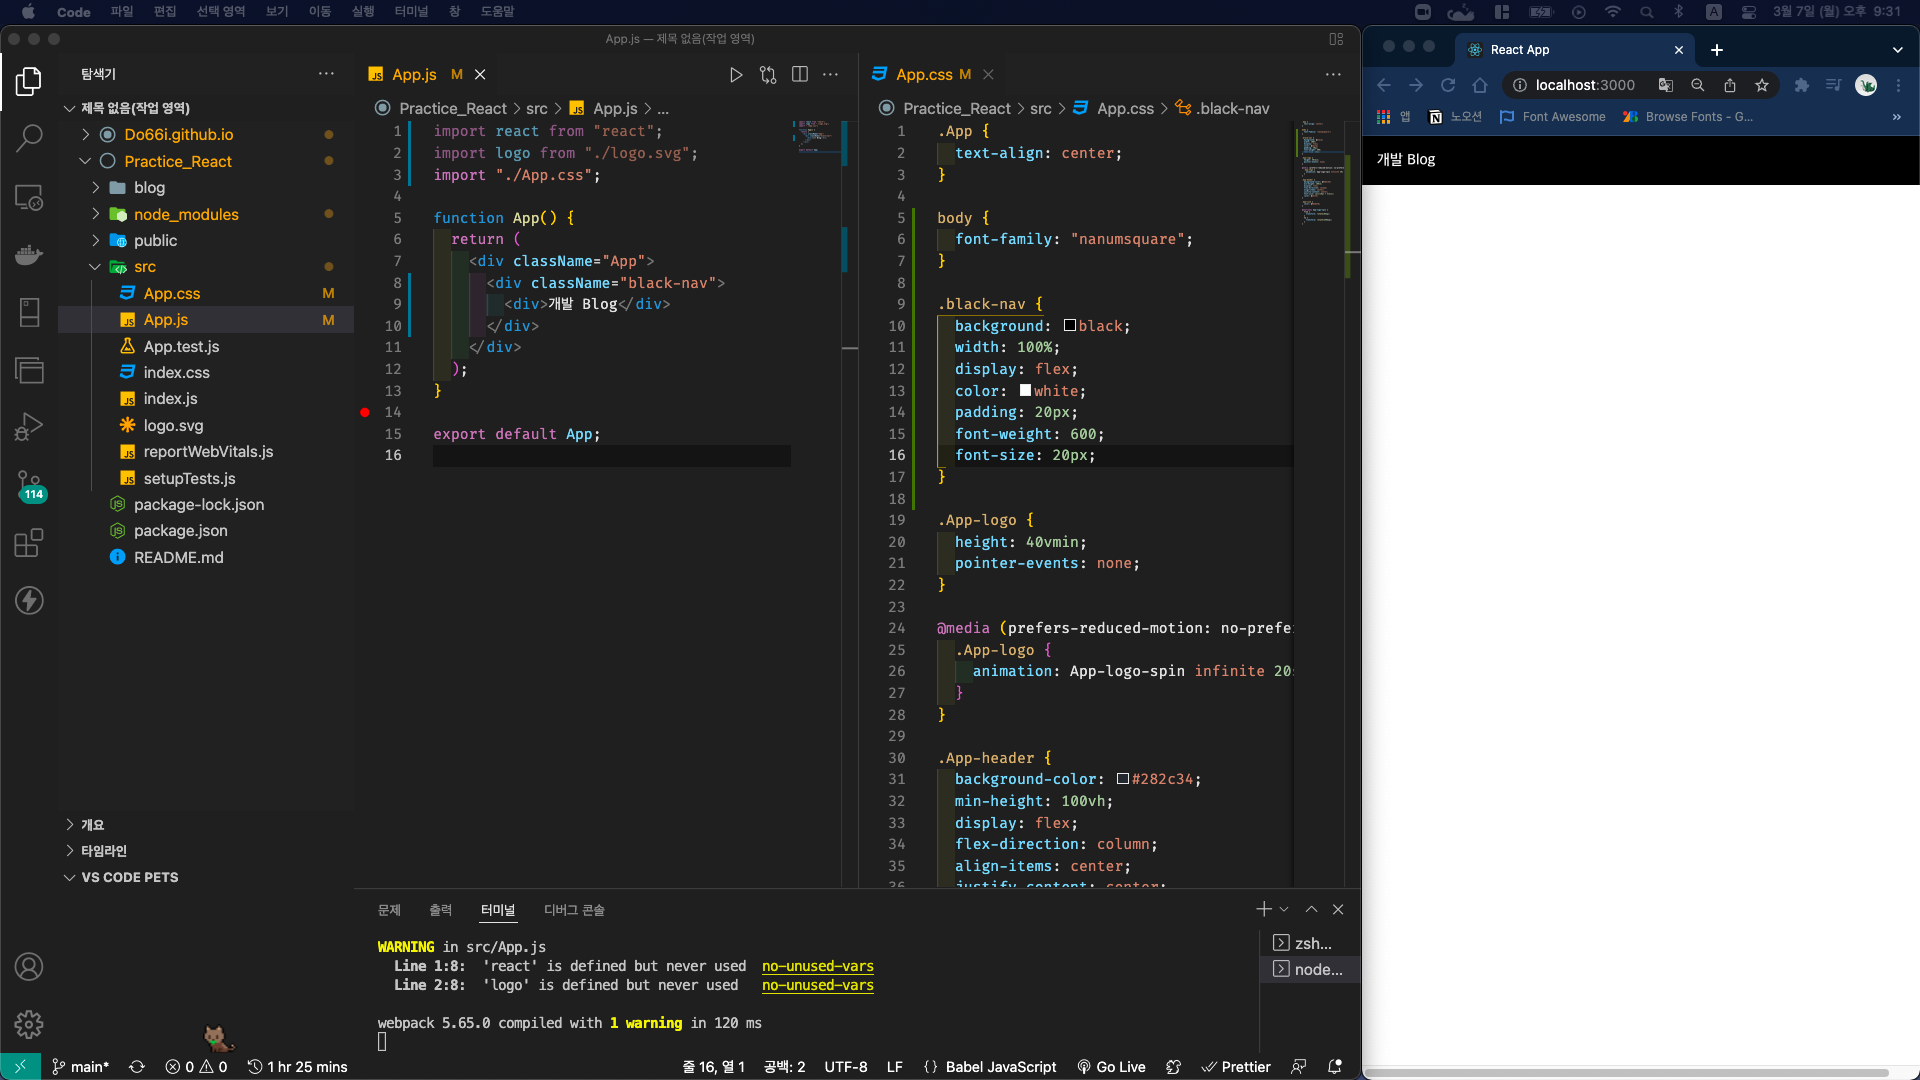 Code 파일 편집 선택 영역 보기 이동 실행 터미널 창 도움말
A 3월 7일 (월) 오후 9:31
App.js — 제목 없음(작업 영역)
탐색기
제목 없음(작업 영역)
Do66i.github.io
Practice_React
blog
node_modules
public
src
App.css M
App.js M
App.test.js
index.css
index.js
logo.svg
reportWebVitals.js
setupTests.js
package-lock.json
package.json
README.md
개요
타임라인
VS CODE PETS
114
App.js M
Practice_React > src > App.js > ...
1 import react from "react";
2 import logo from "./logo.svg";
3 import "./App.css";
4
5 function App() {
6 return (
7 <div className="App">
8 <div className="black-nav">
9 <div>개발 Blog</div>
10 </div>
11 </div>
12 );
13 }
14
15 export default App;
16
App.css M
Practice_React > src > App.css > .black-nav
1 .App {
2 text-align: center;
3 }
4
5 body {
6 font-family: "nanumsquare";
7 }
8
9 .black-nav {
10 background: black;
11 width: 100%;
12 display: flex;
13 color: white;
14 padding: 20px;
15 font-weight: 600;
16 font-size: 20px;
17 }
18
19 .App-logo {
20 height: 40vmin;
21 pointer-events: none;
22 }
23
24 @media (prefers-reduced-motion: no-prefe
25 .App-logo {
26 animation: App-logo-spin infinite 20s
27 }
28 }
29
30 .App-header {
31 background-color: #282c34;
32 min-height: 100vh;
33 display: flex;
34 flex-direction: column;
35 align-items: center;
36 justify-content: center;
문제 출력 터미널 디버그 콘솔
WARNING in src/App.js
Line 1:8: 'react' is defined but never used no-unused-vars
Line 2:8: 'logo' is defined but never used no-unused-vars
webpack 5.65.0 compiled with 1 warning in 120 ms
zsh...
node...
main* 0 0 1 hr 25 mins
줄 16, 열 1 공백: 2 UTF-8 LF {} Babel JavaScript Go Live Prettier
React App
localhost:3000
앱 노오션 Font Awesome Browse Fonts - G...
개발 Blog